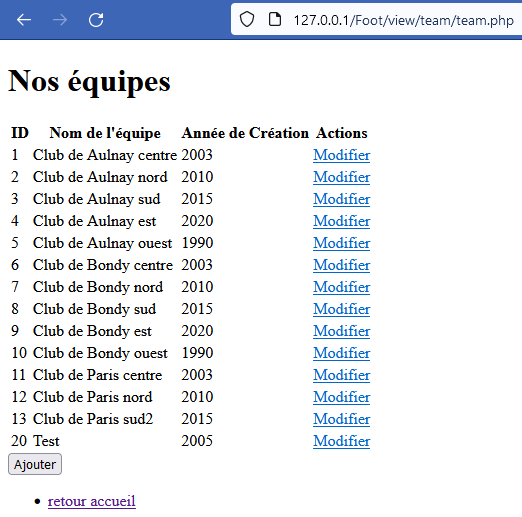 127.0.0.1/Foot/view/team/team.php
Nos équipes
ID Nom de l'équipe Année de Création Actions
1 Club de Aulnay centre 2003 Modifier
2 Club de Aulnay nord 2010 Modifier
3 Club de Aulnay sud 2015 Modifier
4 Club de Aulnay est 2020 Modifier
5 Club de Aulnay ouest 1990 Modifier
6 Club de Bondy centre 2003 Modifier
7 Club de Bondy nord 2010 Modifier
8 Club de Bondy sud 2015 Modifier
9 Club de Bondy est 2020 Modifier
10 Club de Bondy ouest 1990 Modifier
11 Club de Paris centre 2003 Modifier
12 Club de Paris nord 2010 Modifier
13 Club de Paris sud2 2015 Modifier
20 Test 2005 Modifier
Ajouter
retour accueil